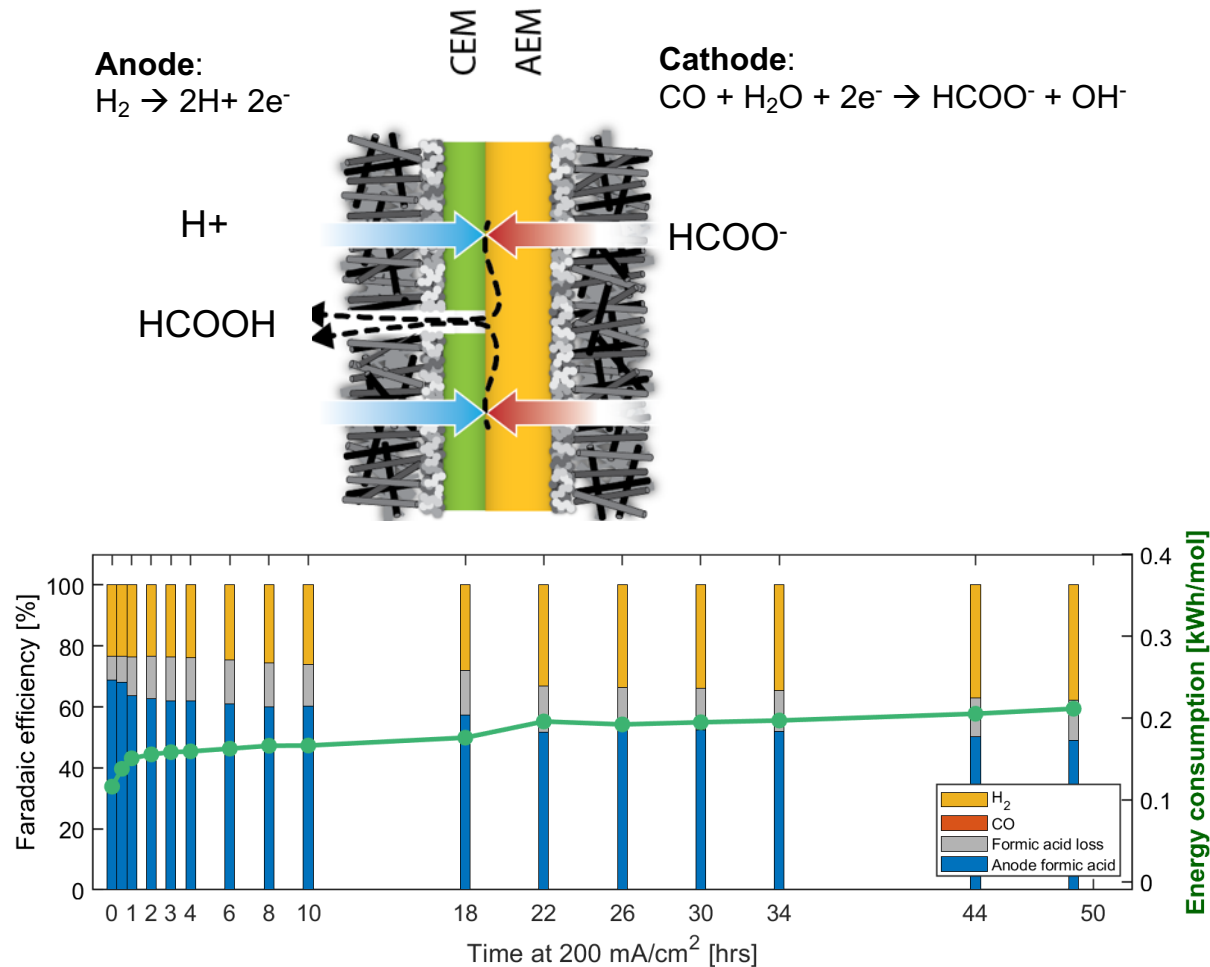 Anode:
H₂ → 2H+ 2e⁻
CEM
AEM
Cathode:
CO + H₂O + 2e⁻ → HCOO⁻ + OH⁻
H+
HCOO⁻
HCOOH
Faradaic efficiency [%]
100
80
60
40
20
0
0.4
0.3
0.2
0.1
0
Energy consumption [kWh/mol]
H₂
CO
Formic acid loss
Anode formic acid
0 1 2 3 4 6 8 10 18 22 26 30 34 44 50
Time at 200 mA/cm² [hrs]